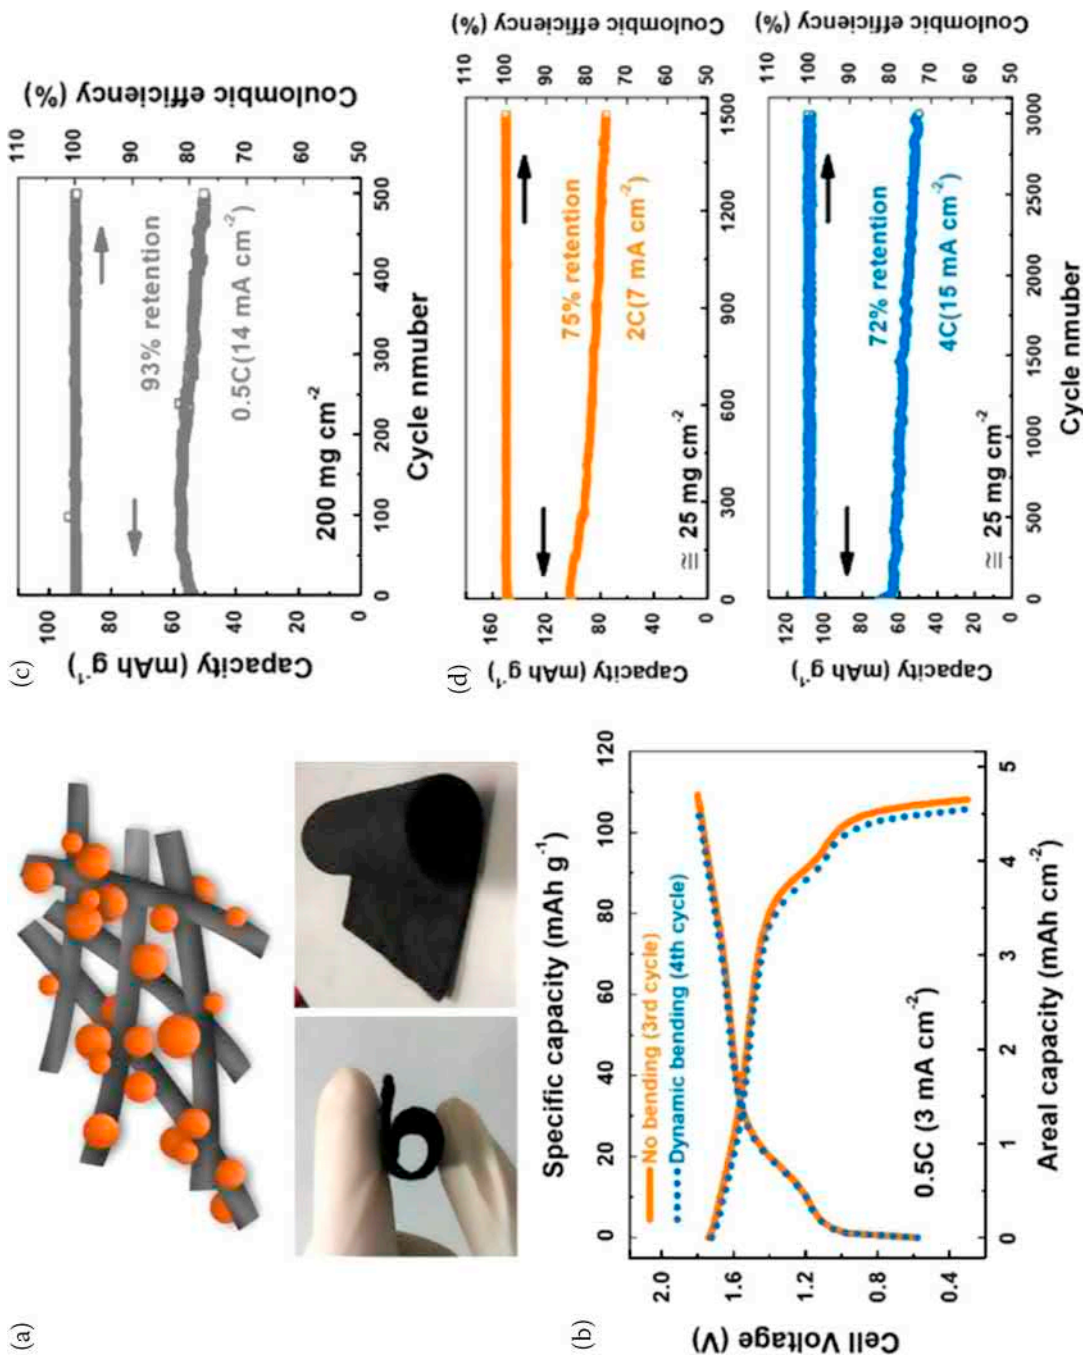 (a)
(b)
Specific capacity (mAh g-1)
0 20 40 60 80 100 120
No bending (3rd cycle)
Dynamic bending (4th cycle)
0.5C (3 mA cm-2)
Cell Voltage (V)
2.0
1.6
1.2
0.8
0.4
0 1 2 3 4 5
Areal capacity (mAh cm-2)
(c)
Capacity (mAh g-1)
100
80
60
40
20
0
93% retention
0.5C(14 mA cm-2)
200 mg cm-2
110
100
90
80
70
60
50
Coulombic efficiency
(%)
0 100 200 300 400 500
Cycle nmuber
(d)
Capacity (mAh g-1)
160
120
80
40
0
75% retention
2C(7 mA cm-2)
≅ 25 mg cm-2
110
100
90
80
70
60
50
Coulombic efficiency
(%)
0 300 600 900 1200 1500
Capacity (mAh g-1)
120
100
80
60
40
20
0
72% retention
4C(15 mA cm-2)
≅ 25 mg cm-2
110
100
90
80
70
60
50
Coulombic efficiency
(%)
0 500 1000 1500 2000 2500 3000
Cycle nmuber